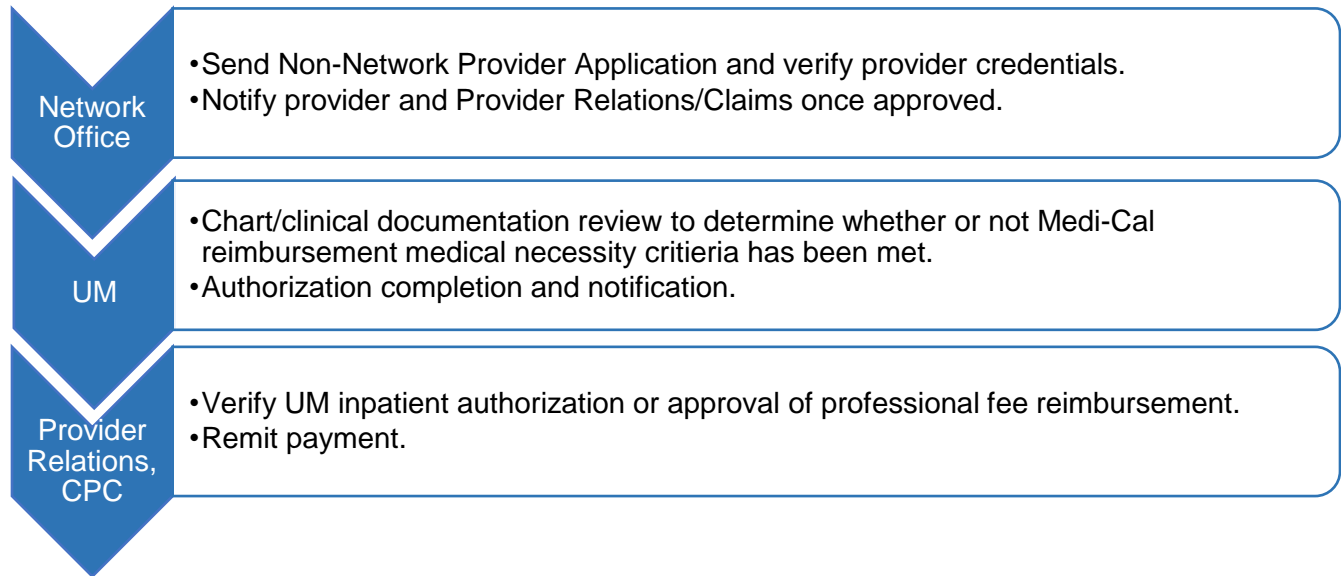 Network
Office
•Send Non-Network Provider Application and verify provider credentials.
•Notify provider and Provider Relations/Claims once approved.
UM
•Chart/clinical documentation review to determine whether or not Medi-Cal
reimbursement medical necessity critieria has been met.
•Authorization completion and notification.
Provider
Relations,
CPC
•Verify UM inpatient authorization or approval of professional fee reimbursement.
•Remit payment.